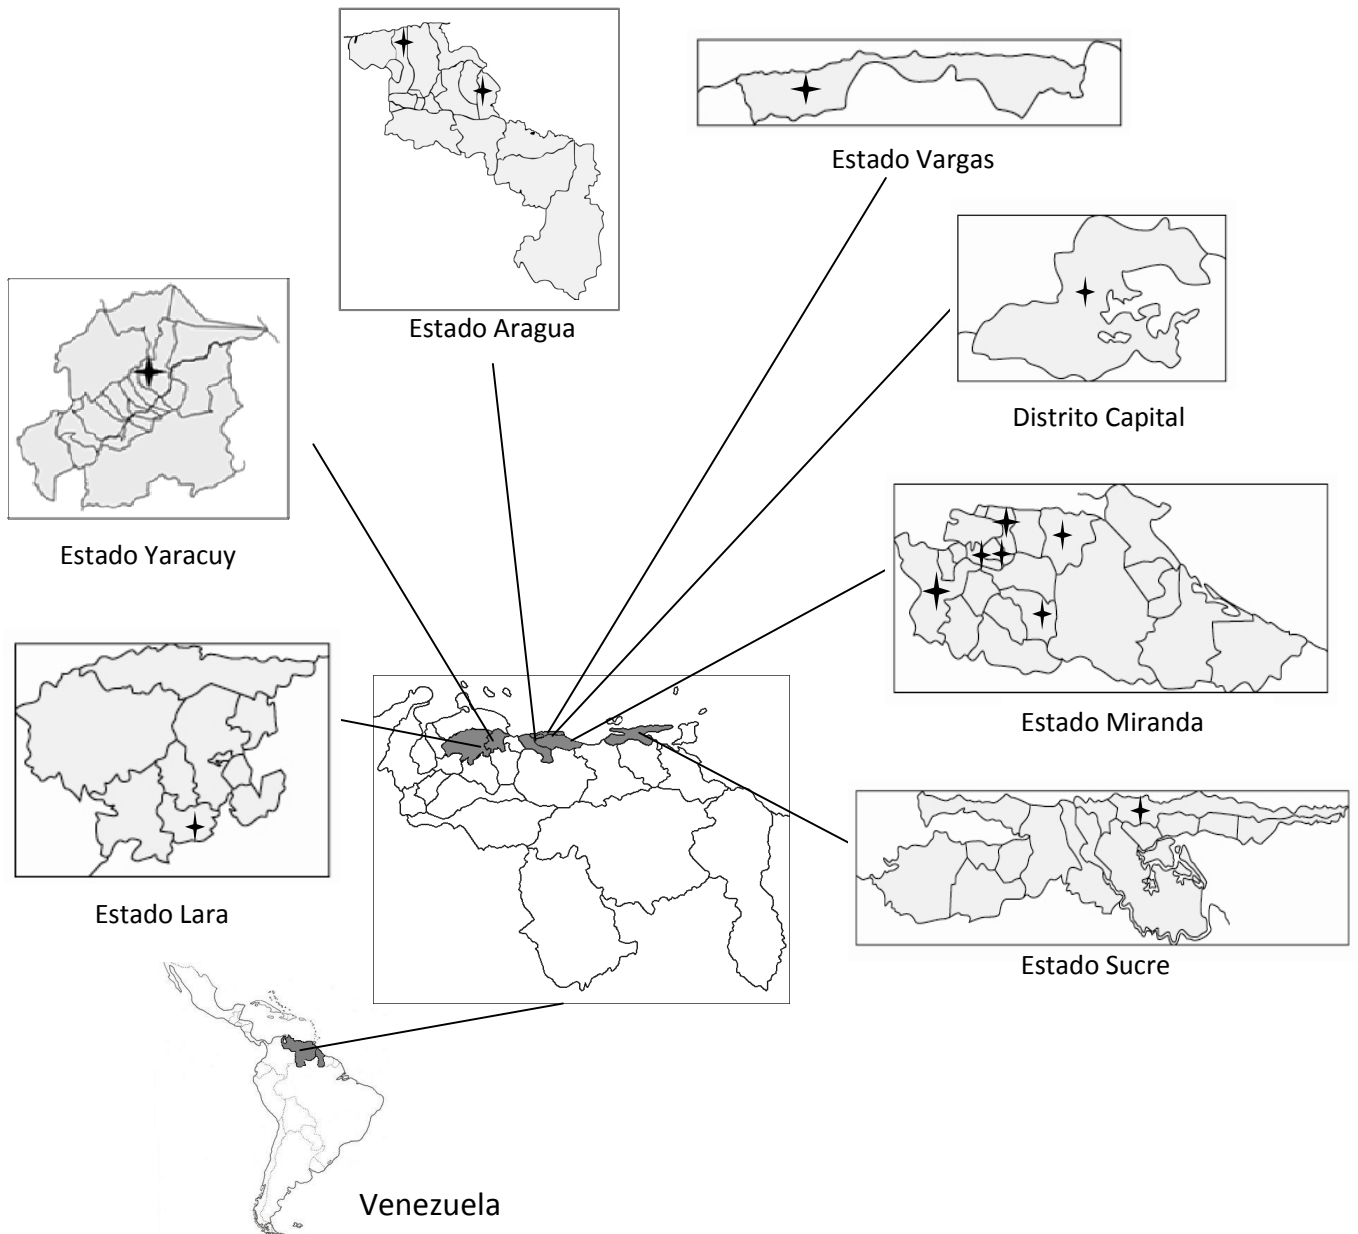 Estado Vargas
Estado Aragua
Distrito Capital
Estado Yaracuy
Estado Miranda
Estado Lara
Estado Sucre
Venezuela